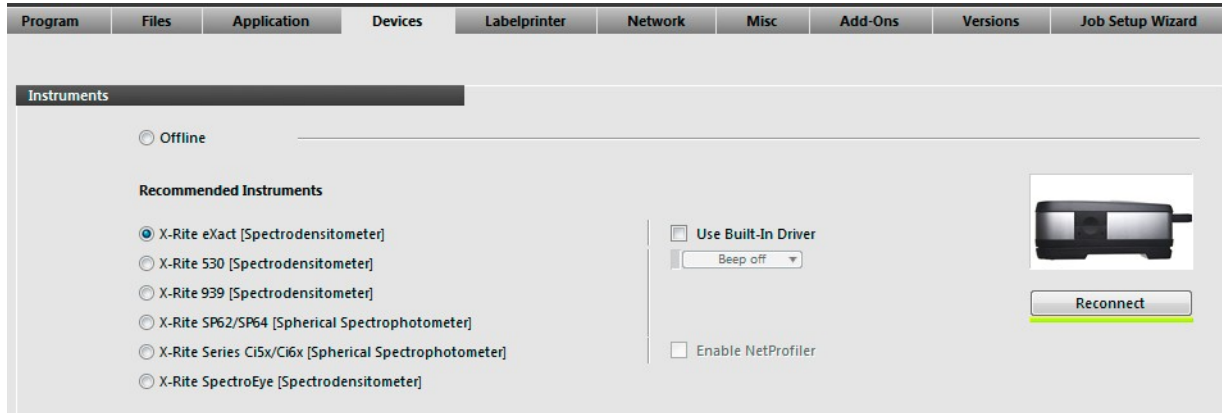 Program Files Application Devices Labelprinter Network Misc Add-Ons Versions Job Setup Wizard
Instruments
Offline
Recommended Instruments
X-Rite eXact [Spectrodensitometer]
Use Built-In Driver
X-Rite 530 [Spectrodensitometer]
Beep off
X-Rite 939 [Spectrodensitometer]
Reconnect
X-Rite SP62/SP64 [Spherical Spectrophotometer]
X-Rite Series Ci5x/Ci6x [Spherical Spectrophotometer]
Enable NetProfiler
X-Rite SpectroEye [Spectrodensitometer]